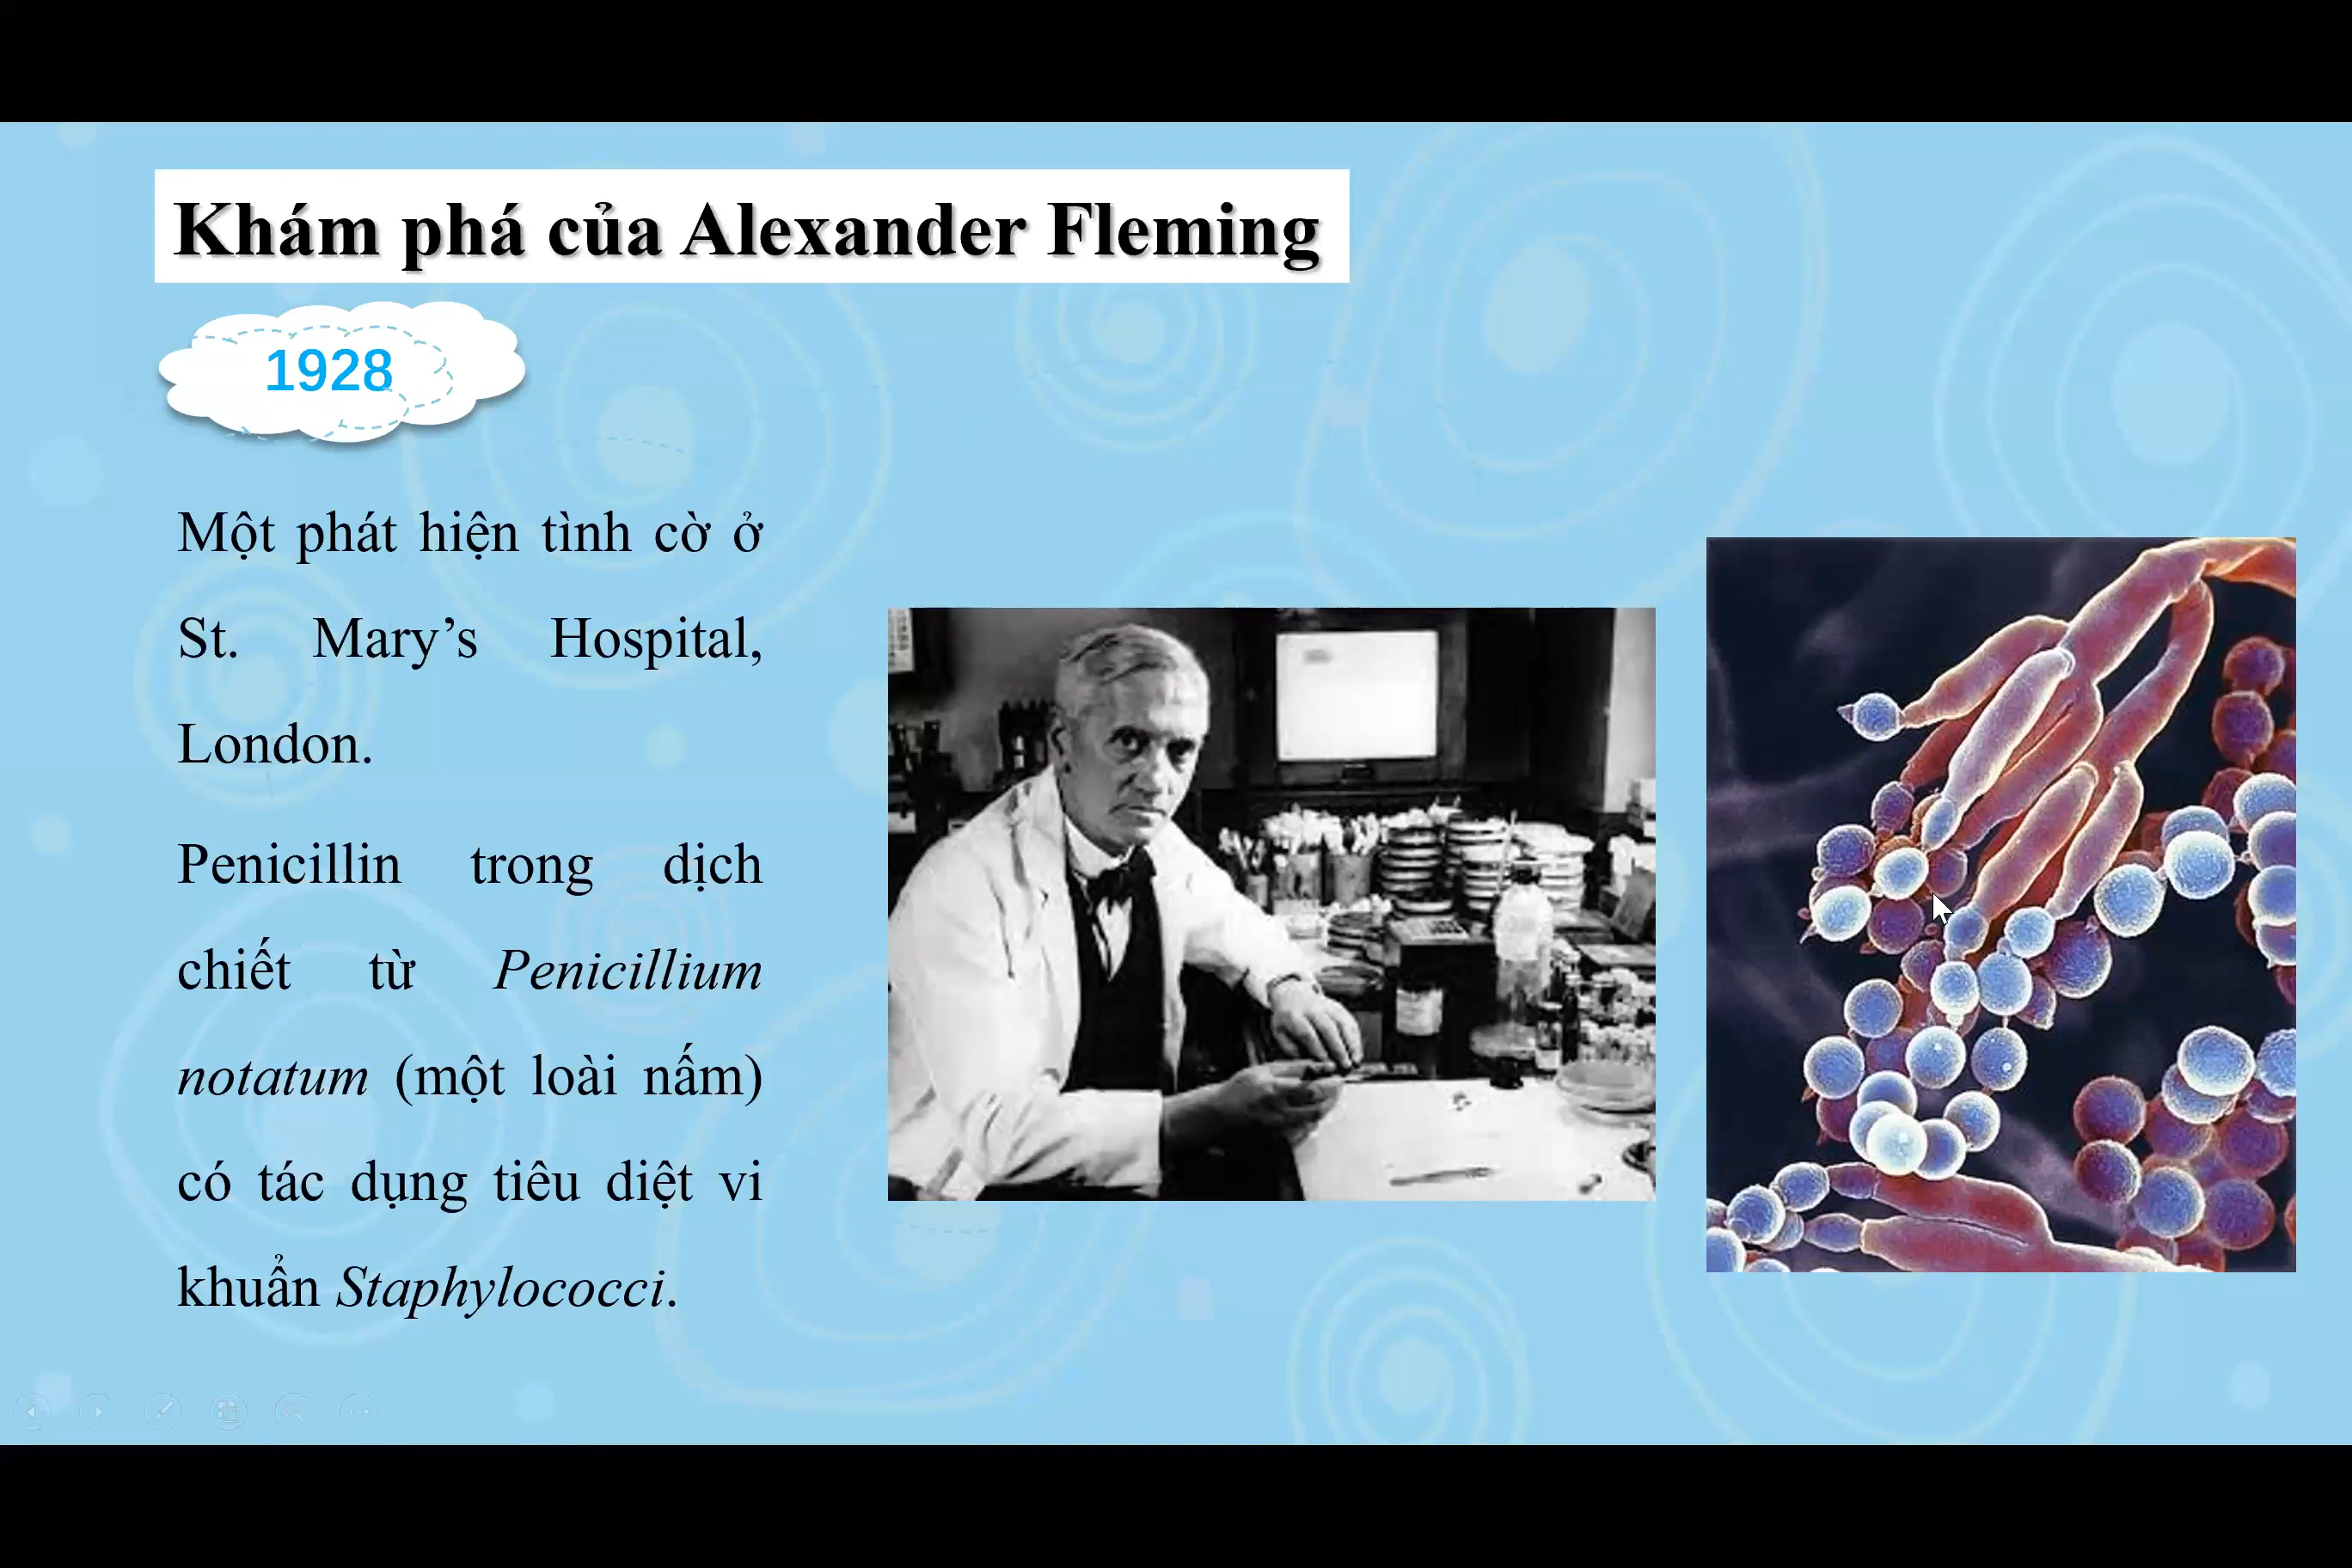 Khám phá của Alexander Fleming
1928
Một phát hiện tình cờ ở
St. Mary’s Hospital,
London.
Penicillin trong dịch
chiết từ Penicillium
notatum (một loài nấm)
có tác dụng tiêu diệt vi
khuẩn Staphylococci.